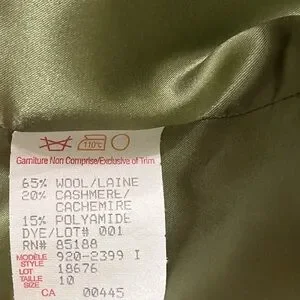 110°C
Garniture Non Comprise/Exclusive of Trim
65% WOOL/LAINE
20% CASHMERE/
CACHEMIRE
15% POLYAMIDE
DYE/LOT# 001
RN# 85188
MODÈLE
STYLE 920-2399 I
LOT 18676
TAILLE
SIZE 10
CA 00445